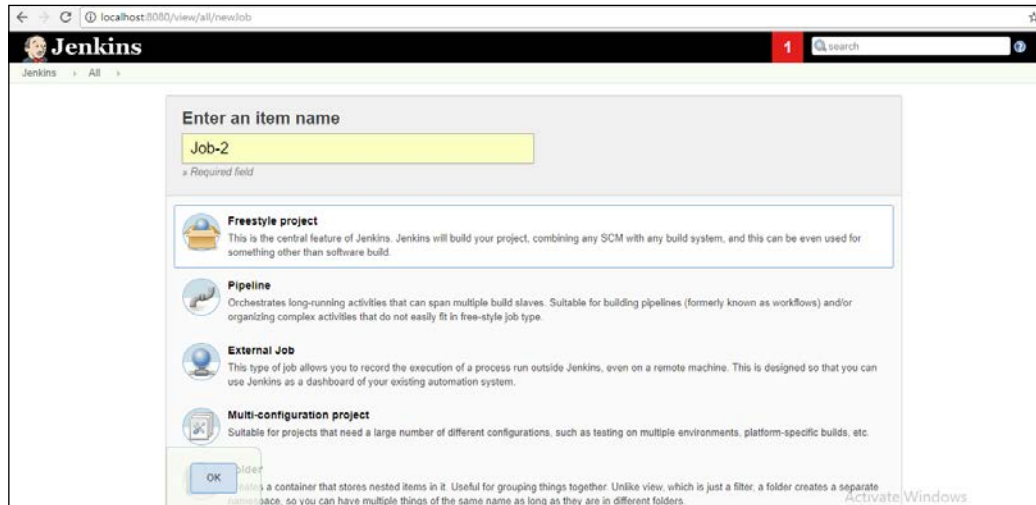 localhost:8080/view/all/newJob
Jenkins
1
search
Jenkins › All ›
Enter an item name
Job-2
» Required field
Freestyle project
This is the central feature of Jenkins. Jenkins will build your project, combining any SCM with any build system, and this can be even used for
something other than software build.
Pipeline
Orchestrates long-running activities that can span multiple build slaves. Suitable for building pipelines (formerly known as workflows) and/or
organizing complex activities that do not easily fit in free-style job type.
External Job
This type of job allows you to record the execution of a process run outside Jenkins, even on a remote machine. This is designed so that you can
use Jenkins as a dashboard of your existing automation system.
Multi-configuration project
Suitable for projects that need a large number of different configurations, such as testing on multiple environments, platform-specific builds, etc.
Folder
OK
Creates a container that stores nested items in it. Useful for grouping things together. Unlike view, which is just a filter, a folder creates a separate
namespace, so you can have multiple things of the same name as long as they are in different folders.
Activate Windows